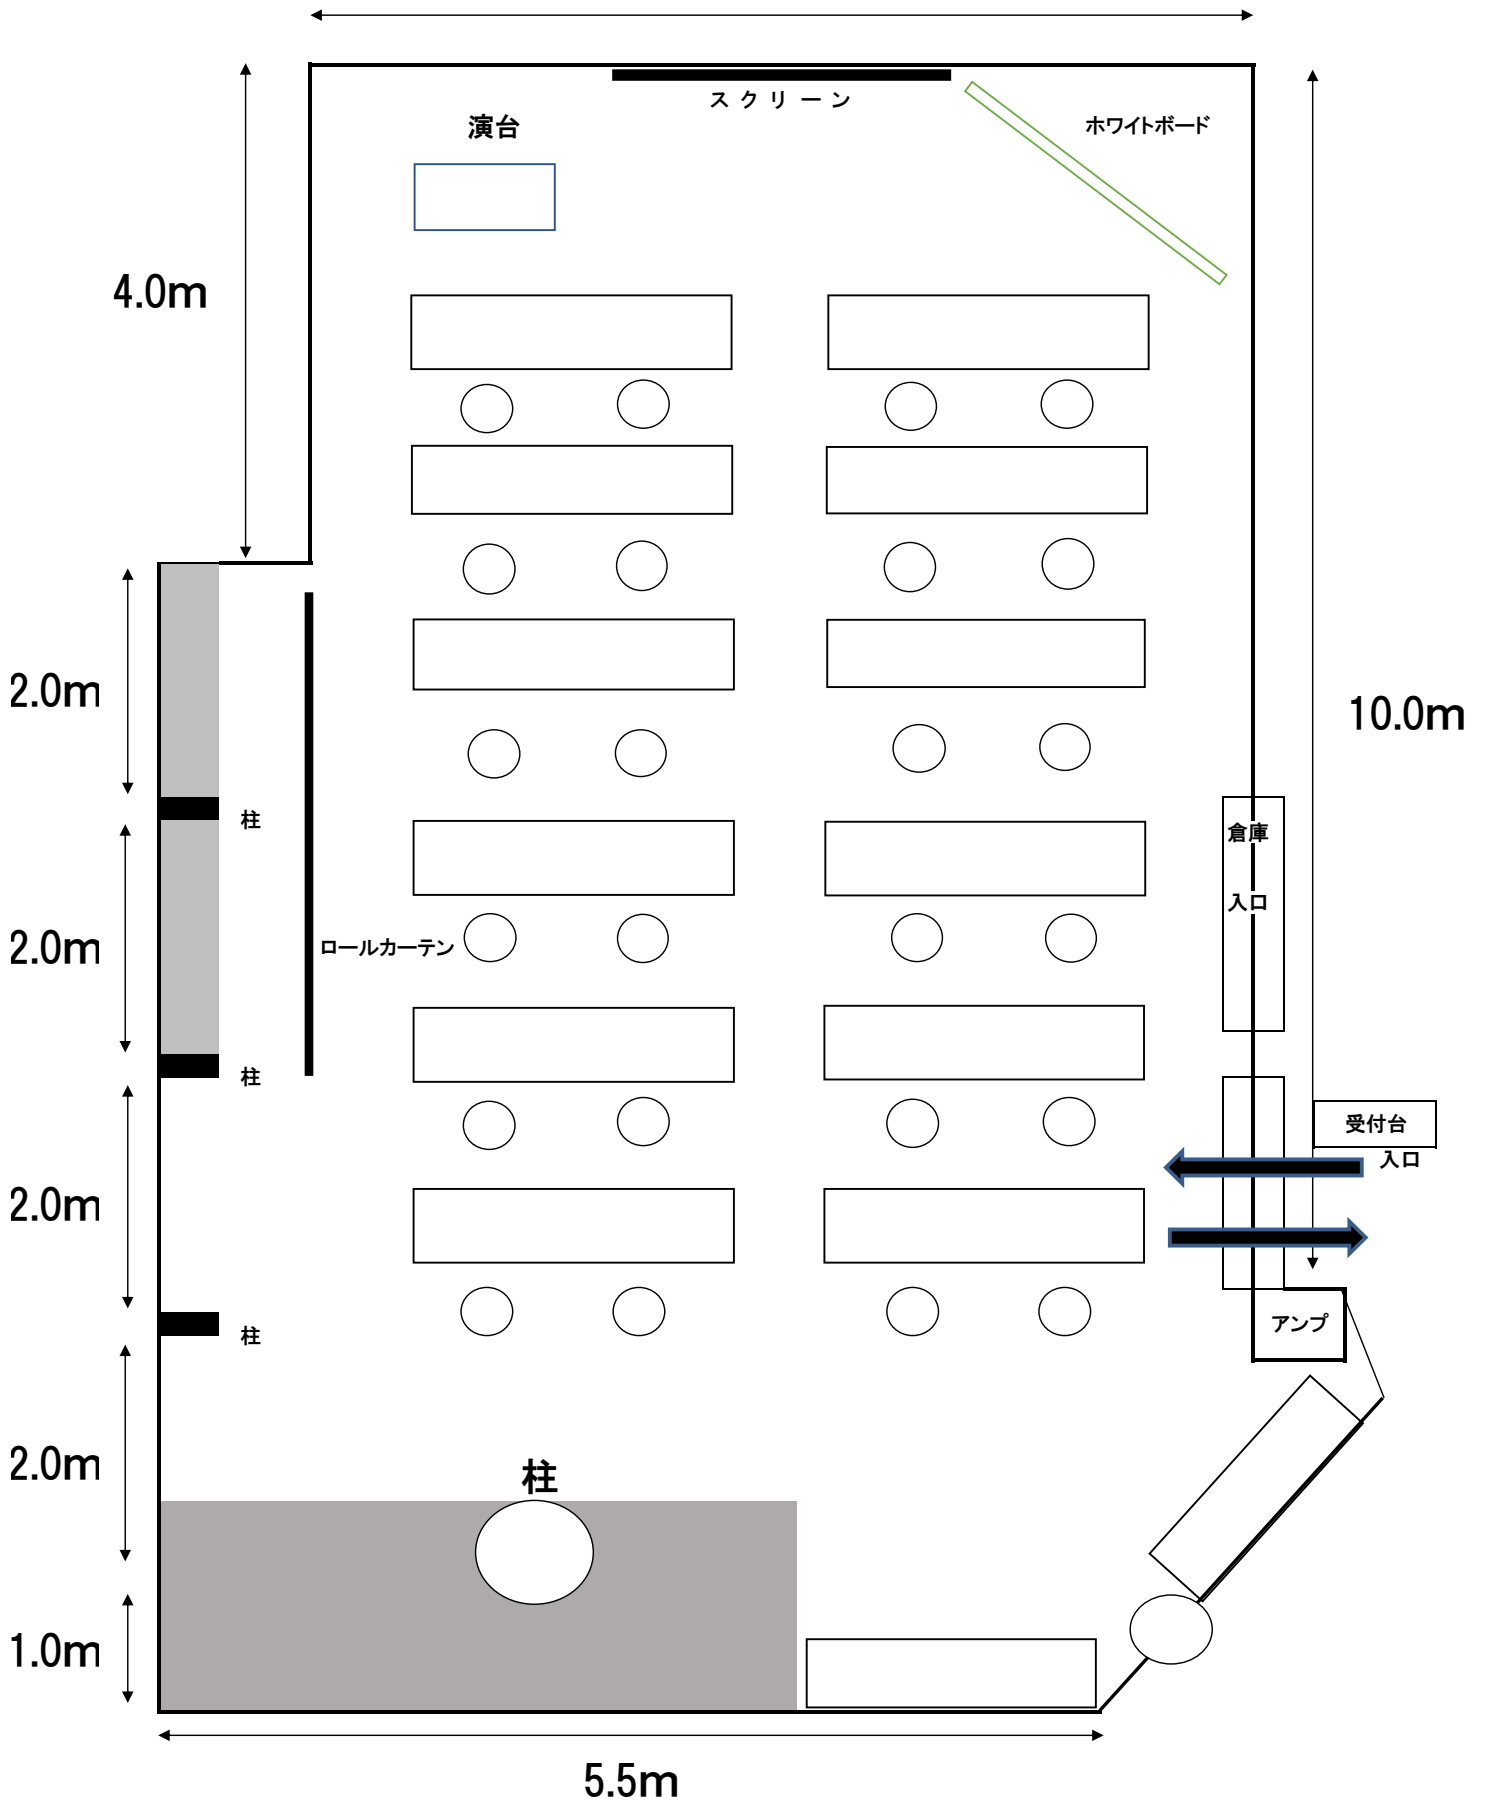 スクリーン
演台
ホワイトボード
4.0m
2.0m
10.0m
柱
倉庫
入口
2.0m
ロールカーテン
柱
受付台
入口
2.0m
アンプ
柱
2.0m
柱
1.0m
5.5m